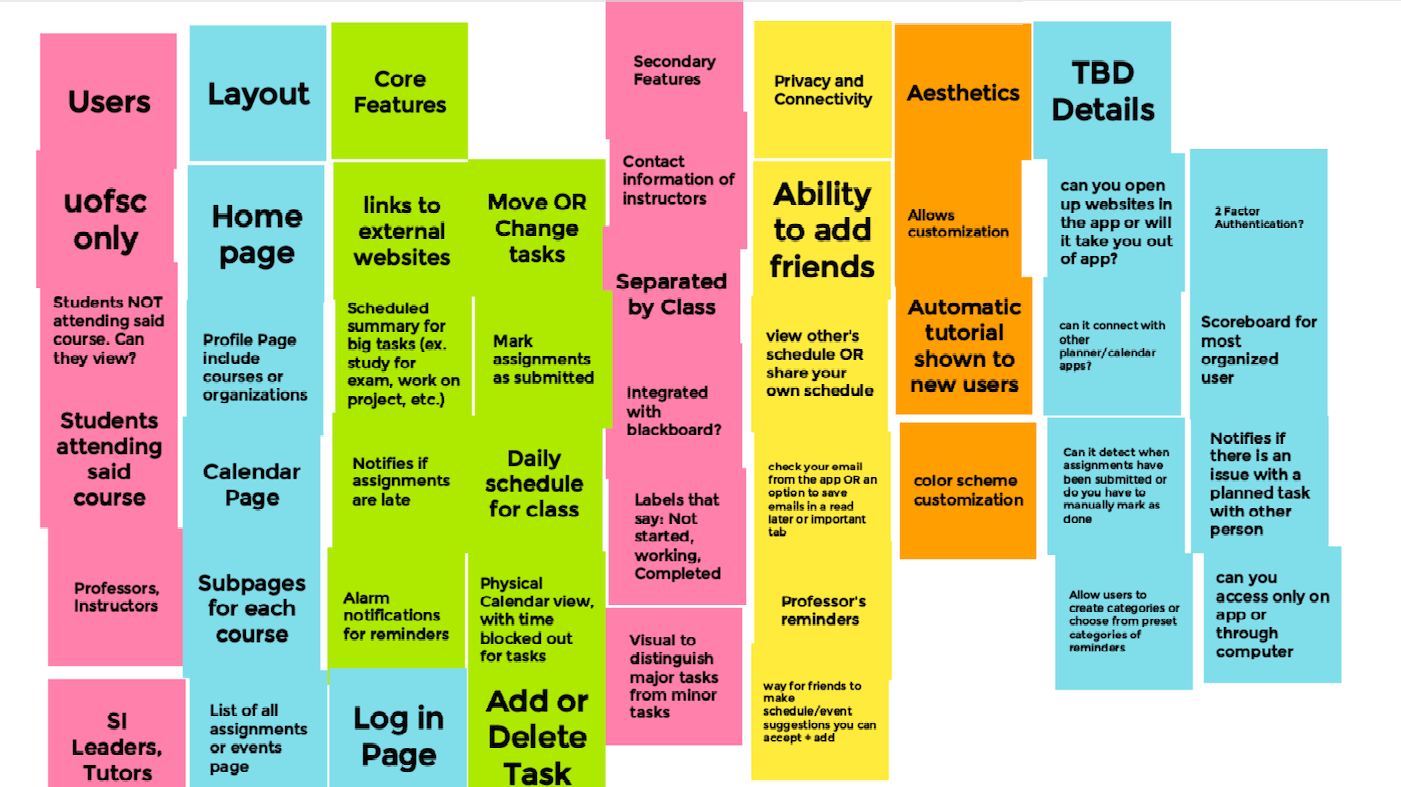 Users
uofsc
only
Students NOT
attending said
course. Can
they view?
Students
attending
said
course
Professors,
Instructors
SI
Leaders,
Tutors
Layout
Home
page
Profile Page
include
courses or
organizations
Calendar
Page
Subpages
for each
course
List of all
assignments
or events
page
Log in
Page
Core
Features
links to
external
websites
Scheduled
summary for
big tasks (ex.
study for
exam, work on
project, etc.)
Notifies if
assignments
are late
Alarm
notifications
for reminders
Move OR
Change
tasks
Mark
assignments
as submitted
Daily
schedule
for class
Physical
Calendar view,
with time
blocked out
for tasks
Add or
Delete
Task
Secondary
Features
Contact
information of
instructors
Separated
by Class
Integrated
with
blackboard?
Labels that
say: Not
started,
working,
Completed
Visual to
distinguish
major tasks
from minor
tasks
Privacy and
Connectivity
Ability
to add
friends
view other's
schedule OR
share your
own schedule
check your email
from the app OR an
option to save
emails in a read
later or important
tab
Professor's
reminders
way for friends to
make
schedule/event
suggestions you can
accept + add
Aesthetics
Allows
customization
Automatic
tutorial
shown to
new users
color scheme
customization
TBD
Details
can you open
up websites in
the app or will
it take you out
of app?
can it connect with
other
planner/calendar
apps?
Can it detect when
assignments have
been submitted or
do you have to
manually mark as
done
Allow users to
create categories or
choose from preset
categories of
reminders
2 Factor
Authentication?
Scoreboard for
most
organized
user
Notifies if
there is an
issue with a
planned task
with other
person
can you
access only on
app or
through
computer